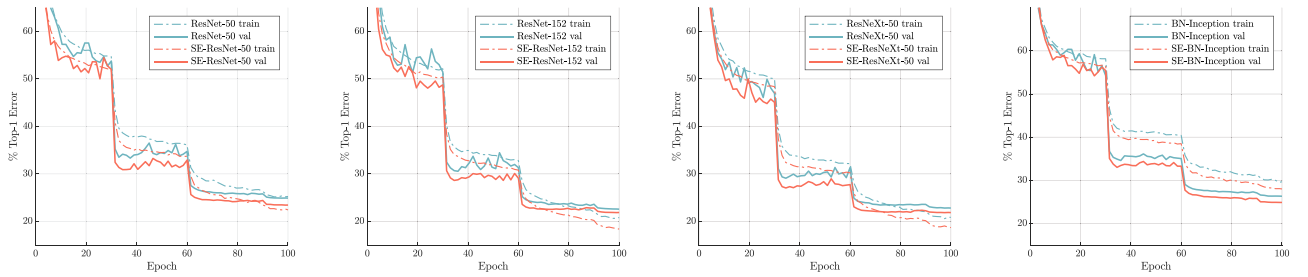 60
50
40
30
20
% Top-1 Error
0
20
40
60
80
100
Epoch
ResNet-50 train
ResNet-50 val
SE-ResNet-50 train
SE-ResNet-50 val
60
50
40
30
20
% Top-1 Error
0
20
40
60
80
100
Epoch
ResNet-152 train
ResNet-152 val
SE-ResNet-152 train
SE-ResNet-152 val
60
50
40
30
20
% Top-1 Error
0
20
40
60
80
100
Epoch
ResNeXt-50 train
ResNeXt-50 val
SE-ResNeXt-50 train
SE-ResNeXt-50 val
60
50
40
30
20
% Top-1 Error
0
20
40
60
80
100
Epoch
BN-Inception train
BN-Inception val
SE-BN-Inception train
SE-BN-Inception val